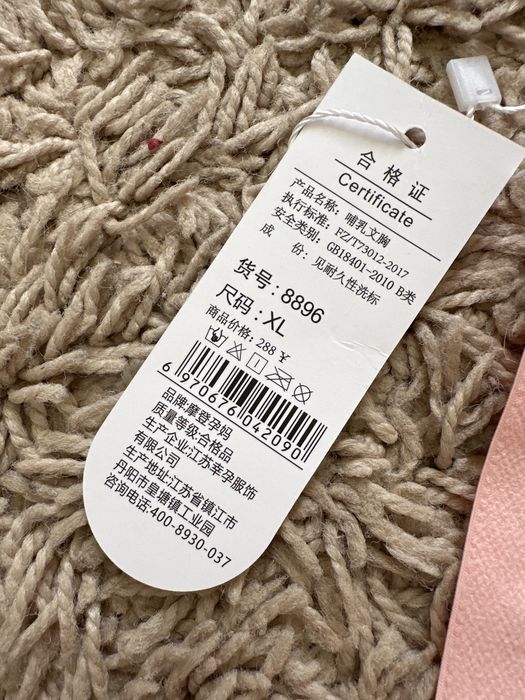 合格证
Certificate
产品名称: 哺乳文胸
执行标准: FZ/T73012-2017
安全类别: GB18401-2010 B类
成 份: 见耐久性洗标
货号: 8896
尺码: XL
商品价格: 288 ¥
6 970676 042090
品牌:摩登孕妈
质量等级:合格品
生产企业:江苏幸孕服饰
有限公司
生产地址:江苏省镇江市
丹阳市皇塘镇工业园
咨询电话:400-8930-037